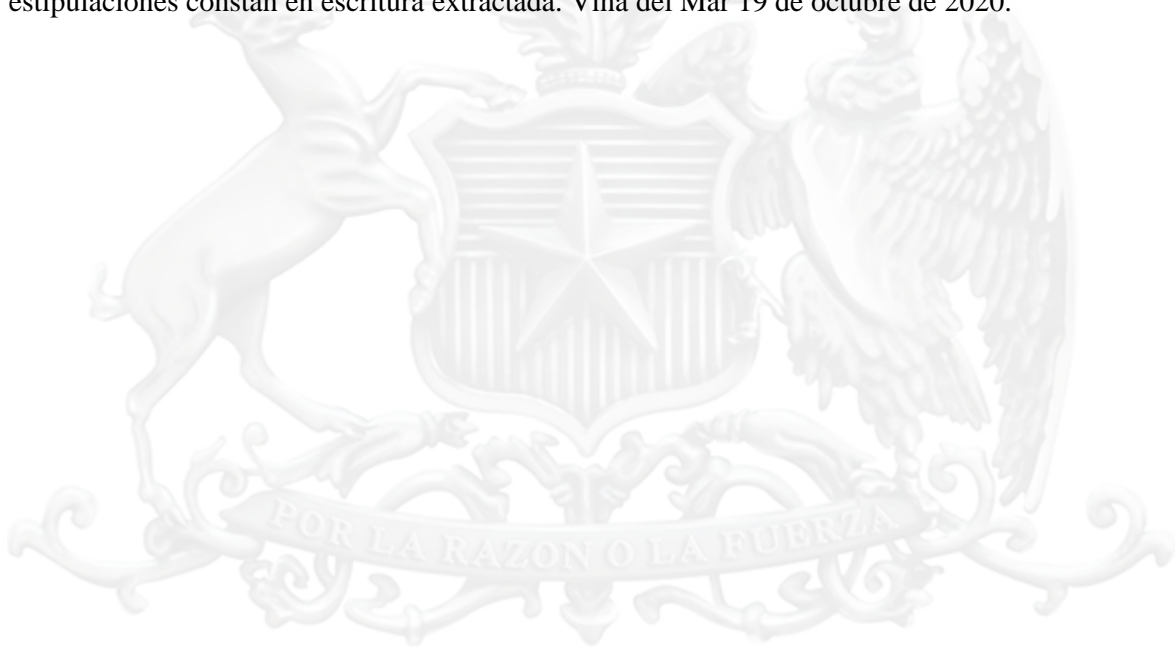 estipulaciones constan en escritura extractada. Viña del Mar 19 de octubre de 2020.
POR LA RAZON O LA FUERZA